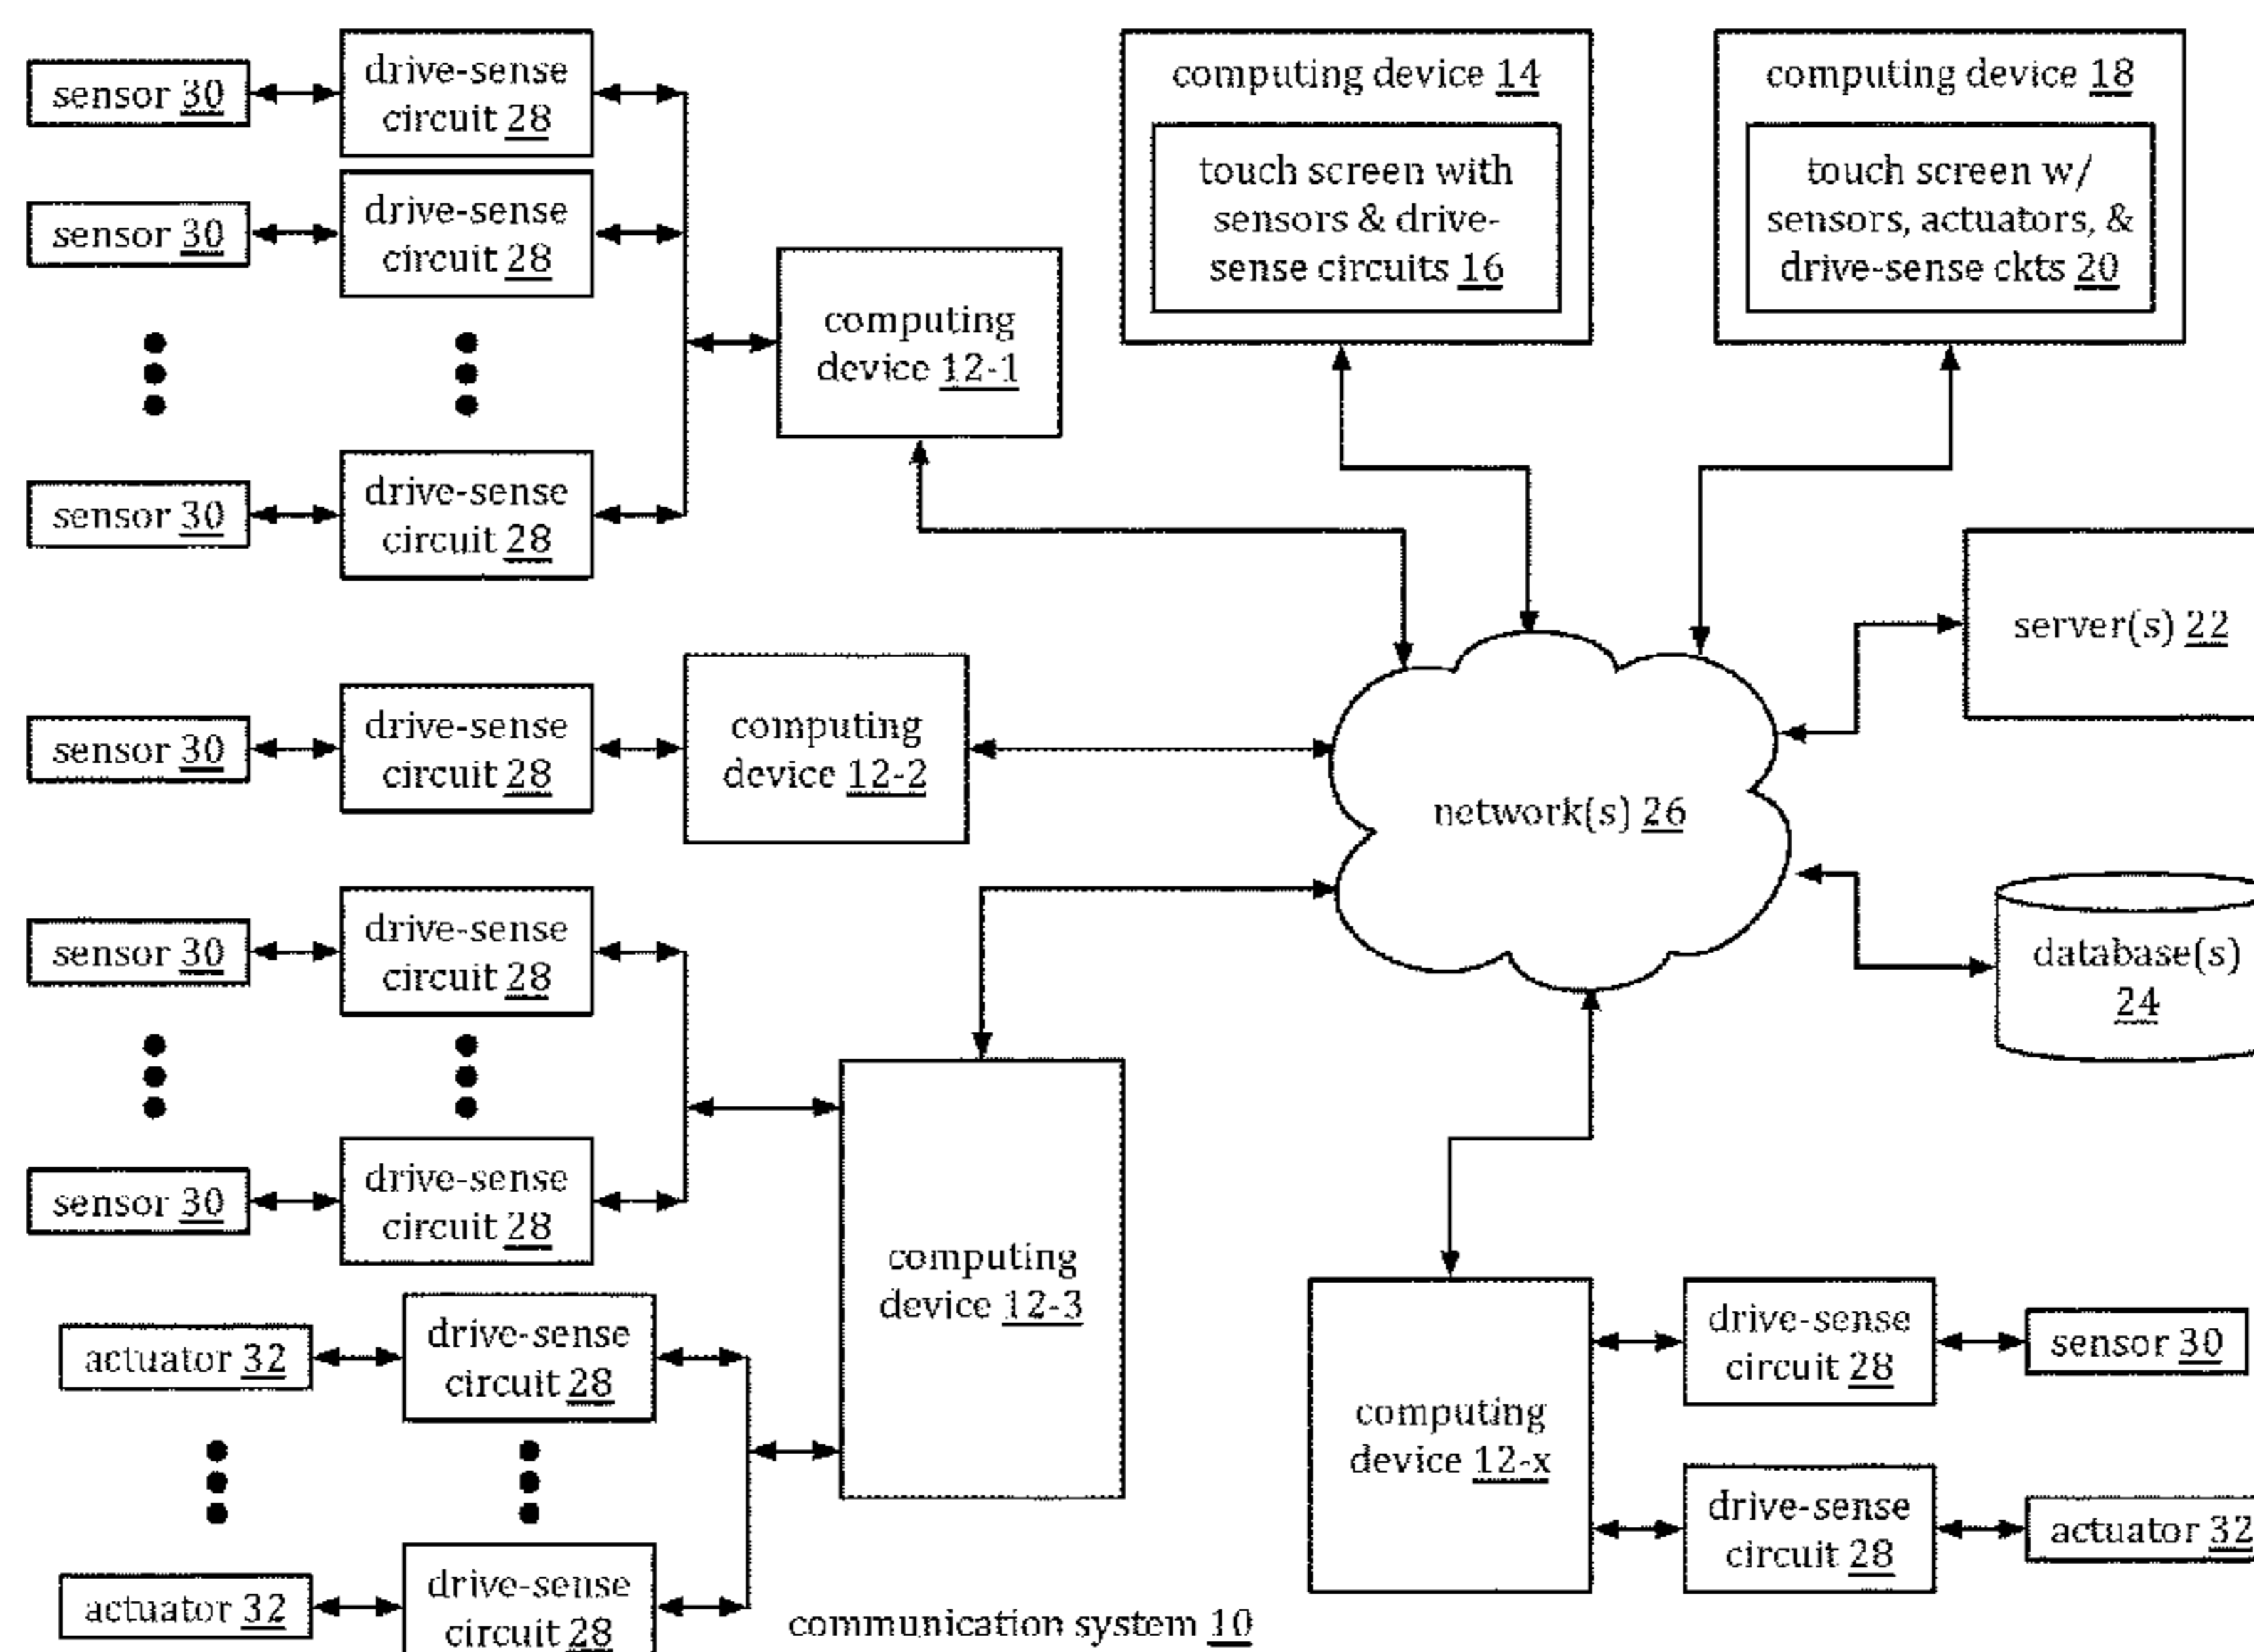 sensor 30
drive-sense
circuit 28
sensor 30
drive-sense
circuit 28
sensor 30
drive-sense
circuit 28
computing
device 12-1
computing device 14
touch screen with
sensors & drive-
sense circuits 16
computing device 18
touch screen w/
sensors, actuators, &
drive-sense ckts 20
server(s) 22
sensor 30
drive-sense
circuit 28
computing
device 12-2
network(s) 26
database(s)
24
sensor 30
drive-sense
circuit 28
sensor 30
drive-sense
circuit 28
computing
device 12-3
actuator 32
drive-sense
circuit 28
actuator 32
drive-sense
circuit 28
computing
device 12-x
drive-sense
circuit 28
sensor 30
drive-sense
circuit 28
actuator 32
communication system 10